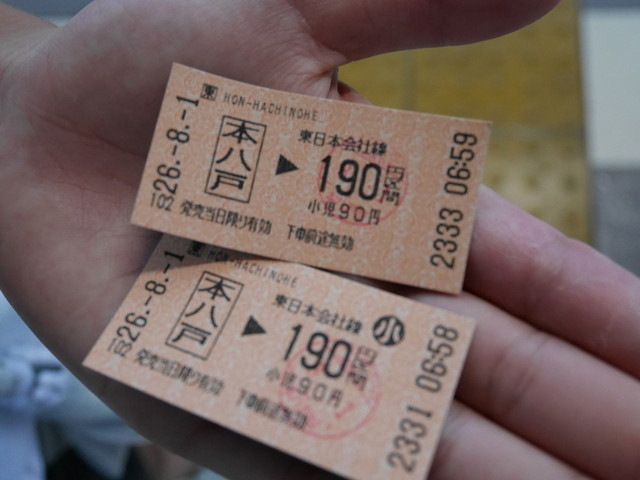 東 HON-HACHINOHE
26.-8.-1
本八戸 ▶ 東日本会社線
190円区間
小児90円
102 発売当日限り有効 下車前途無効
2333 06:59
東 HON-HACHINOHE
26.-8.-1
本八戸 ▶ 東日本会社線 小
190円区間
小児90円
102 発売当日限り有効 下車前途無効
2331 06:58